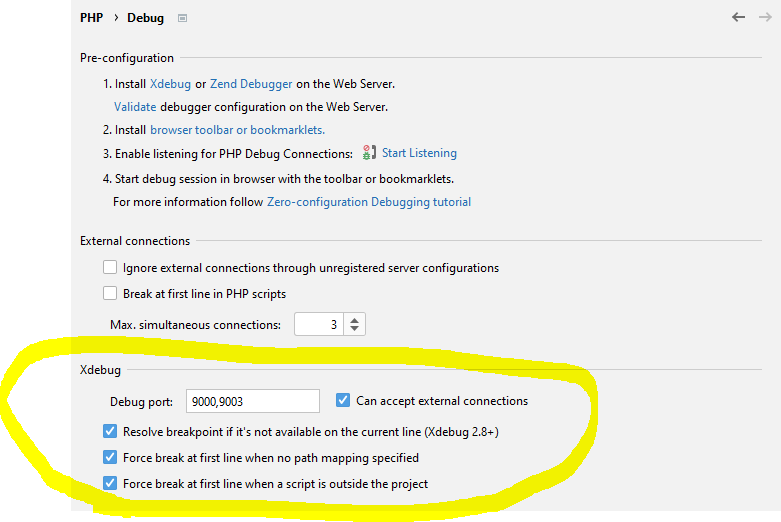 PHP › Debug
Pre-configuration
1. Install Xdebug or Zend Debugger on the Web Server.
Validate debugger configuration on the Web Server.
2. Install browser toolbar or bookmarklets.
3. Enable listening for PHP Debug Connections: Start Listening
4. Start debug session in browser with the toolbar or bookmarklets.
For more information follow Zero-configuration Debugging tutorial
External connections
Ignore external connections through unregistered server configurations
Break at first line in PHP scripts
Max. simultaneous connections: 3
Xdebug
Debug port: 9000,9003 Can accept external connections
Resolve breakpoint if it's not available on the current line (Xdebug 2.8+)
Force break at first line when no path mapping specified
Force break at first line when a script is outside the project